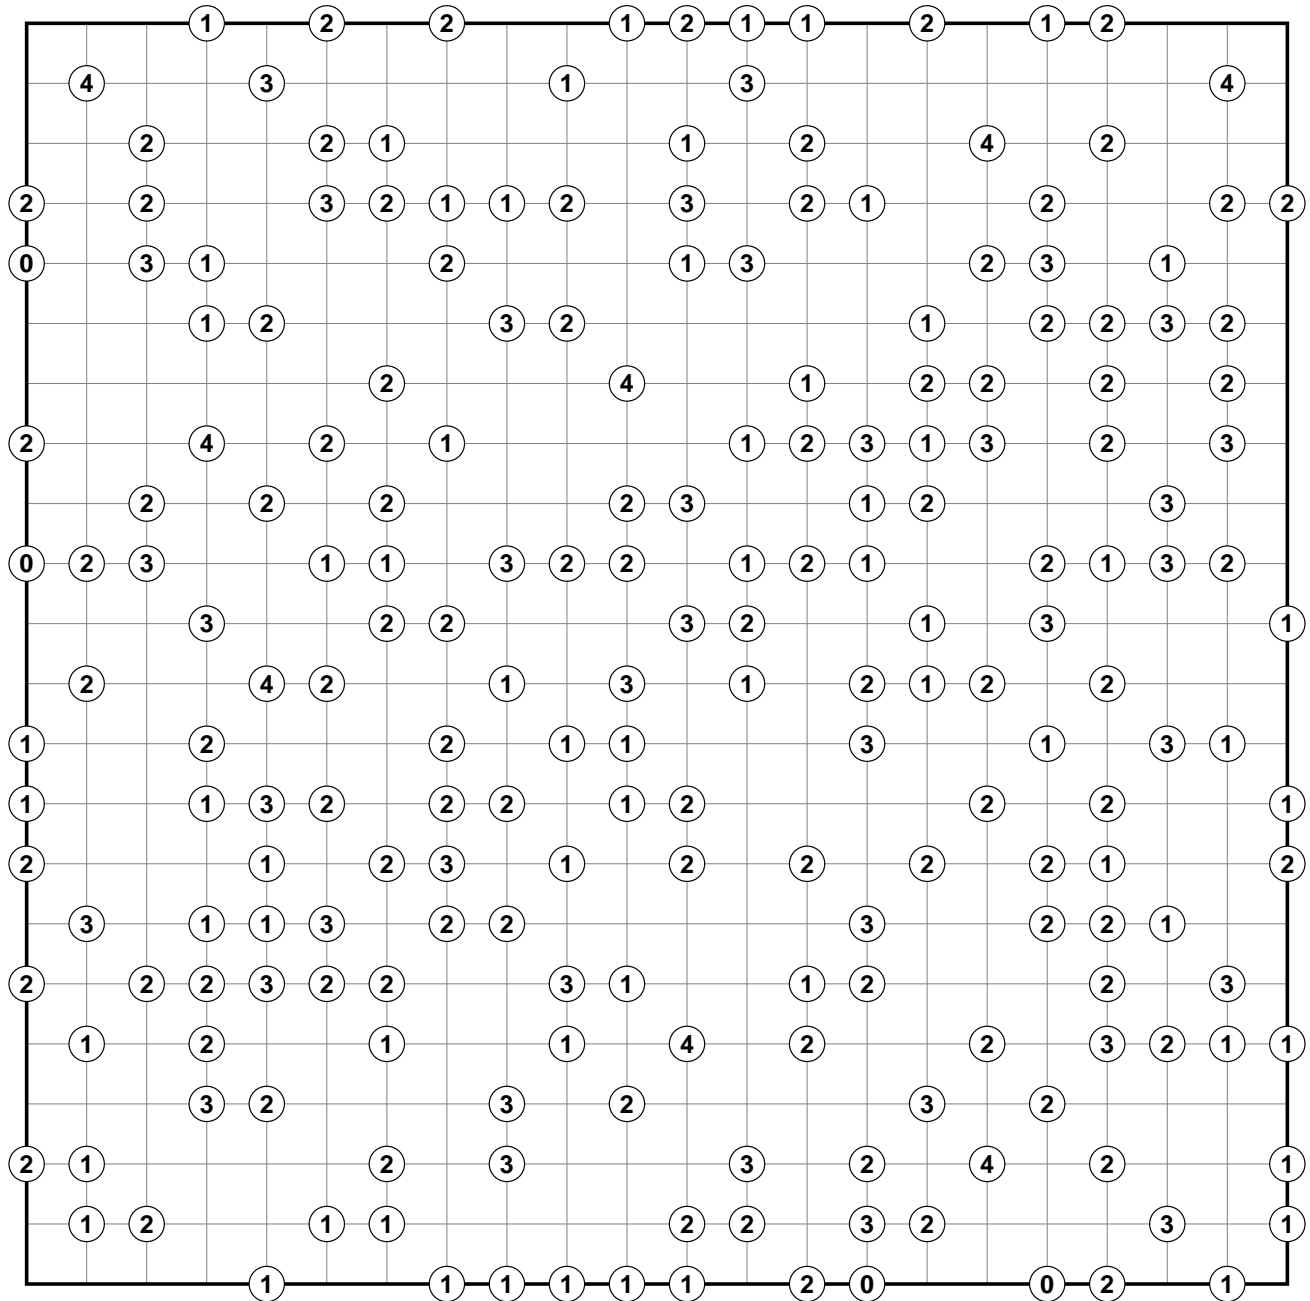 1 2 2 1 2 1 1 2 1 2
4 3 1 3 4
2 2 1 1 2 4 2
2 2 3 2 1 1 2 3 2 1 2 2 2
0 3 1 2 1 3 2 3 1
1 2 3 2 1 2 2 3 2
2 4 1 2 2 2 2
2 4 2 1 1 2 3 1 3 2 3
2 2 2 2 3 1 2 3
0 2 3 1 1 3 2 2 1 2 1 2 1 3 2
3 2 2 3 2 1 3 1
2 4 2 1 3 1 2 1 2 2
1 2 2 1 1 3 1 3 1
1 1 3 2 2 2 1 2 2 2 1
2 1 2 3 1 2 2 2 2 1 2
3 1 1 3 2 2 3 2 2 1
2 2 2 3 2 2 3 1 1 2 2 3
1 2 1 1 4 2 2 3 2 1 1
3 2 3 2 3 2
2 1 2 3 3 2 4 2 1
1 2 1 1 2 2 3 2 3 1
1 1 1 1 1 1 2 0 0 2 1